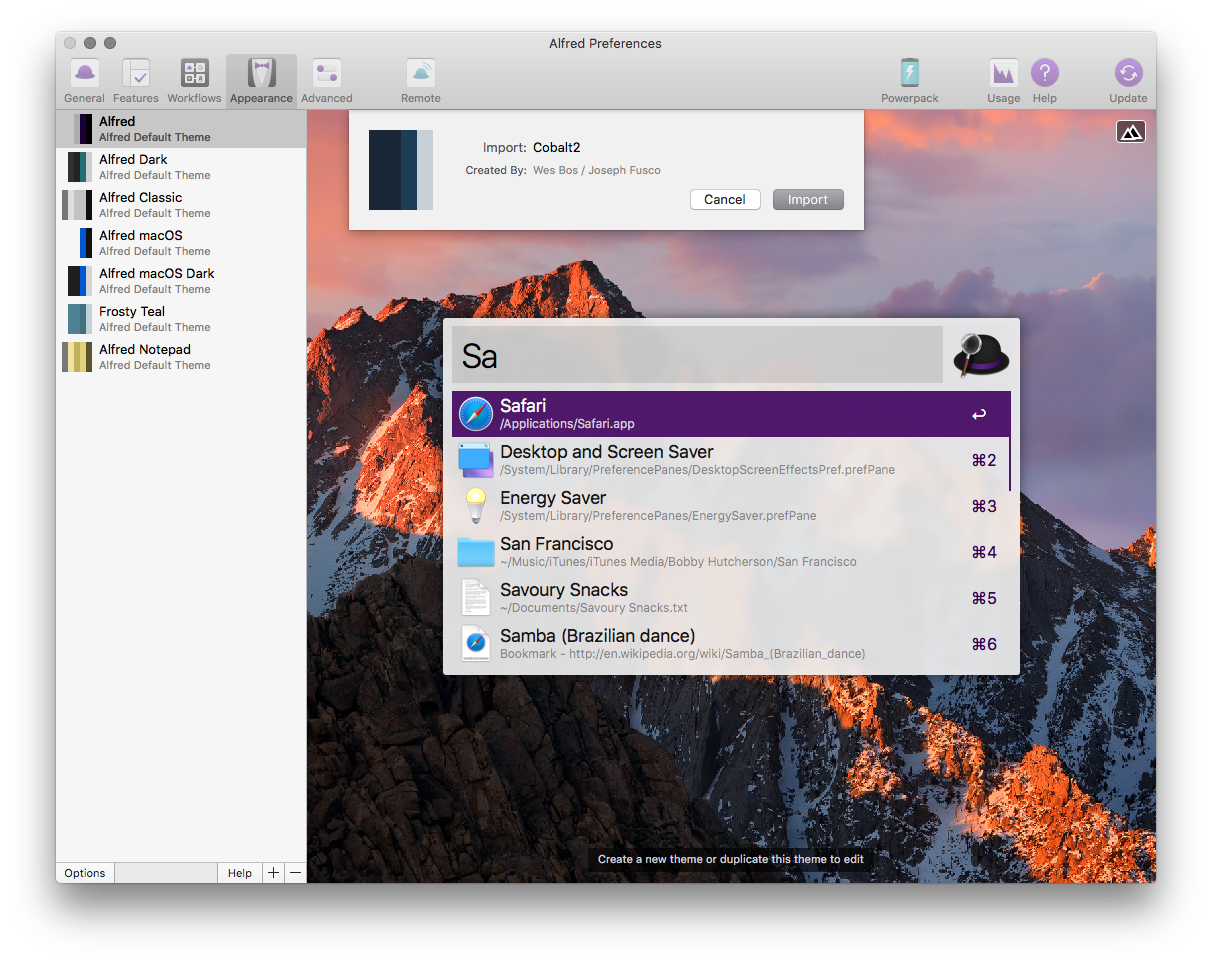 Alfred Preferences
General Features Workflows Appearance Advanced Remote Powerpack Usage Help Update
Alfred
Alfred Default Theme
Alfred Dark
Alfred Default Theme
Alfred Classic
Alfred Default Theme
Alfred macOS
Alfred Default Theme
Alfred macOS Dark
Alfred Default Theme
Frosty Teal
Alfred Default Theme
Alfred Notepad
Alfred Default Theme
Options
Help
+
−
Import: Cobalt2
Created By: Wes Bos / Joseph Fusco
Cancel Import
Sa
Safari
/Applications/Safari.app
↩
Desktop and Screen Saver
/System/Library/PreferencePanes/DesktopScreenEffectsPref.prefPane
⌘2
Energy Saver
/System/Library/PreferencePanes/EnergySaver.prefPane
⌘3
San Francisco
~/Music/iTunes/iTunes Media/Bobby Hutcherson/San Francisco
⌘4
Savoury Snacks
~/Documents/Savoury Snacks.txt
⌘5
Samba (Brazilian dance)
Bookmark - http://en.wikipedia.org/wiki/Samba_(Brazilian_dance)
⌘6
Create a new theme or duplicate this theme to edit